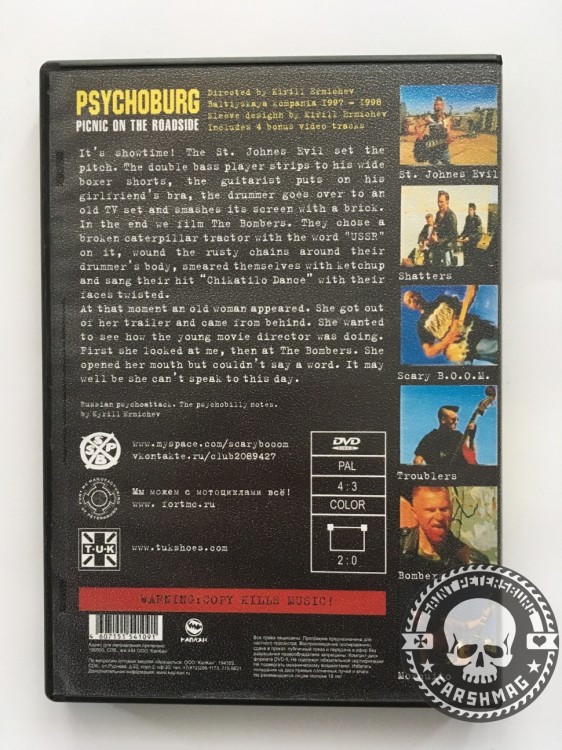 PSYCHOBURG
PICNIC ON THE ROADSIDE
Directed by Kirill Ermichev
Baltiyskaya kompania 1997 - 1998
Sleeve desighn by Kirill Ermichev
Includes 4 bonus video tracks
It's showtime! The St. Johnes Evil set the
pitch. The double bass player strips to his wide
boxer shorts, the guitarist puts on his
girlfriend's bra, the drummer goes over to an
old TV set and smashes its screen with a brick.
In the end we film The Bombers. They chose a
broken caterpillar tractor with the word "USSR"
on it, wound the rusty chains around their
drummer's body, smeared themselves with ketchup
and sang their hit "Chikatilo Dance" with their
faces twisted.
At that moment an old woman appeared. She got out
of her trailer and came from behind. She wanted
to see how the young movie director was doing.
First she looked at me, then at The Bombers. She
opened her mouth but couldn't say a word. It may
well be she can't speak to this day.
Russian psychoattack. The psychobilly notes.
by Kyrill Ermichev
St. Johnes Evil
Shatters
Scary B.O.O.M.
Troublers
Bombers
www.myspace.com/scarybooom
vkontakte.ru/club2089427
Мы можем с мотоциклами всё!
www. fortmc.ru
T·U·K
www.tukshoes.com
DVD
PAL
4:3
COLOR
2:0
WARNING:COPY KILLS MUSIC!
4 607151 541091
КАПКАН
SAINT PETERSBURG
FARSHMAG